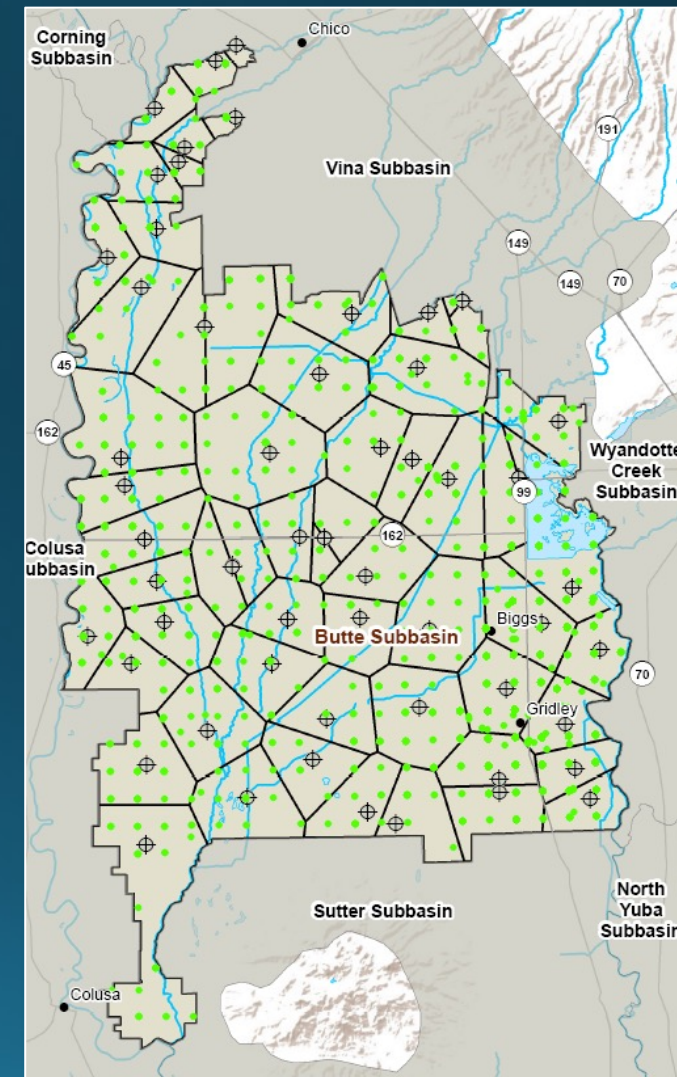 Chico
Corning
Subbasin
191
Vina Subbasin
149
149
70
45
162
Wyandotte
Creek
Subbasin
99
162
Colusa
ubbasin
Biggs
Butte Subbasin
70
Gridley
Sutter Subbasin
North
Yuba
Subbasin
Colusa